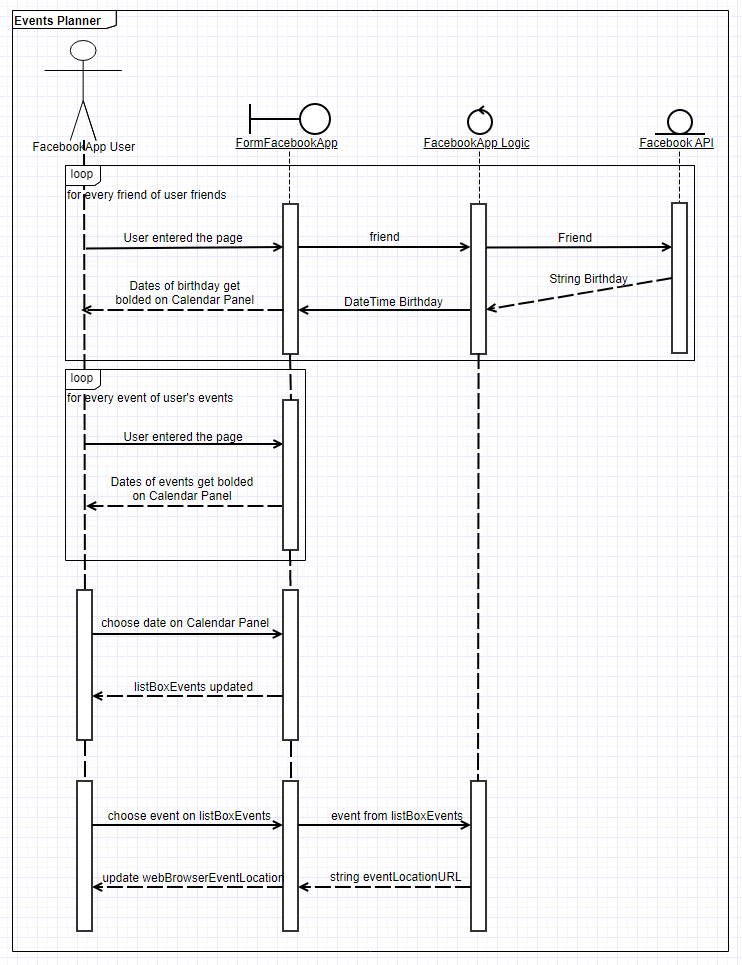 Events Planner
FacebookApp User
FormFacebookApp
FacebookApp Logic
Facebook API
loop
for every friend of user friends
User entered the page
friend
Friend
String Birthday
Dates of birthday get
bolded on Calendar Panel
DateTime Birthday
loop
for every event of user's events
User entered the page
Dates of events get bolded
on Calendar Panel
choose date on Calendar Panel
listBoxEvents updated
choose event on listBoxEvents
event from listBoxEvents
update webBrowserEventLocation
string eventLocationURL